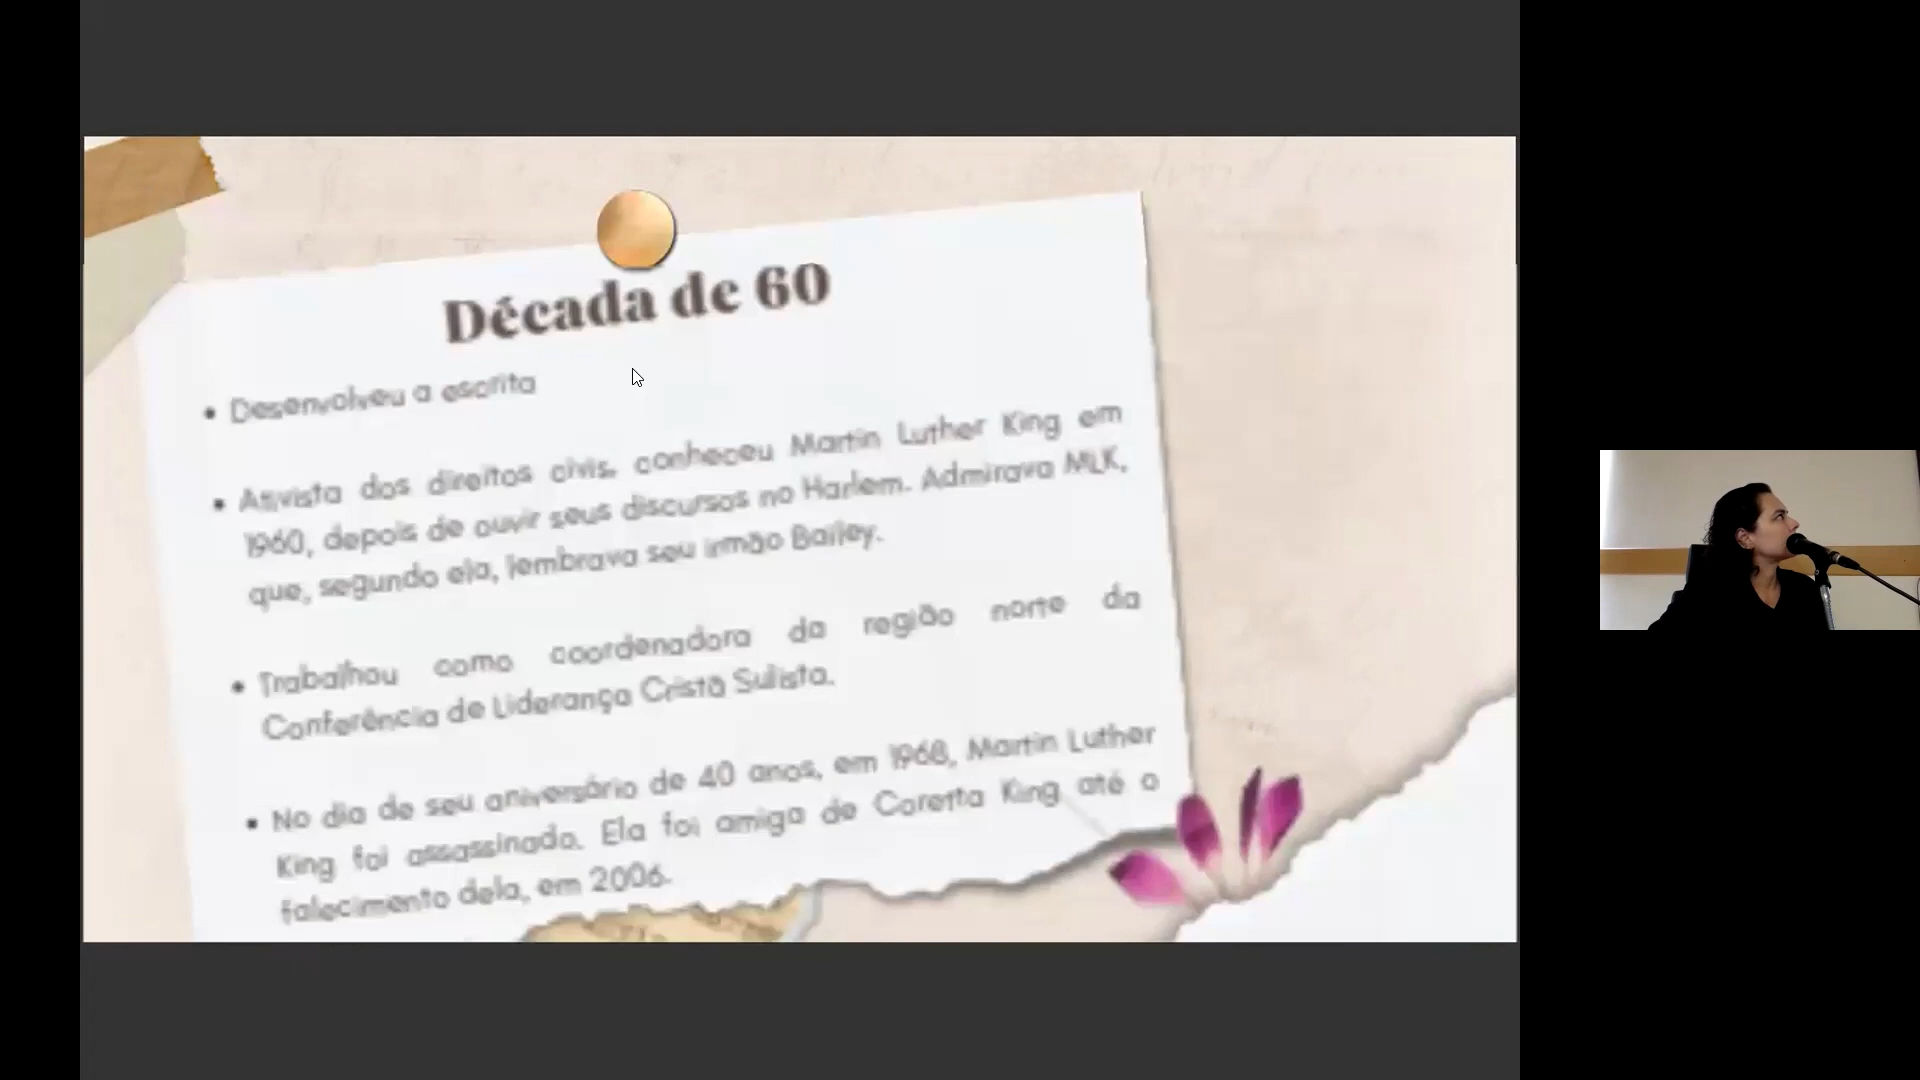 Década de 60
• Desenvolveu a escrita
• Ativista dos direitos civis, conheceu Martin Luther King em
1960, depois de ouvir seus discursos no Harlem. Admirava MLK,
que, segundo ela, lembrava seu irmão Bailey.
• Trabalhou como coordenadora da região norte da
Conferência de Liderança Cristã Sulista.
• No dia de seu aniversário de 40 anos, em 1968, Martin Luther
King foi assassinado. Ela foi amiga de Coretta King até o
falecimento dela, em 2006.